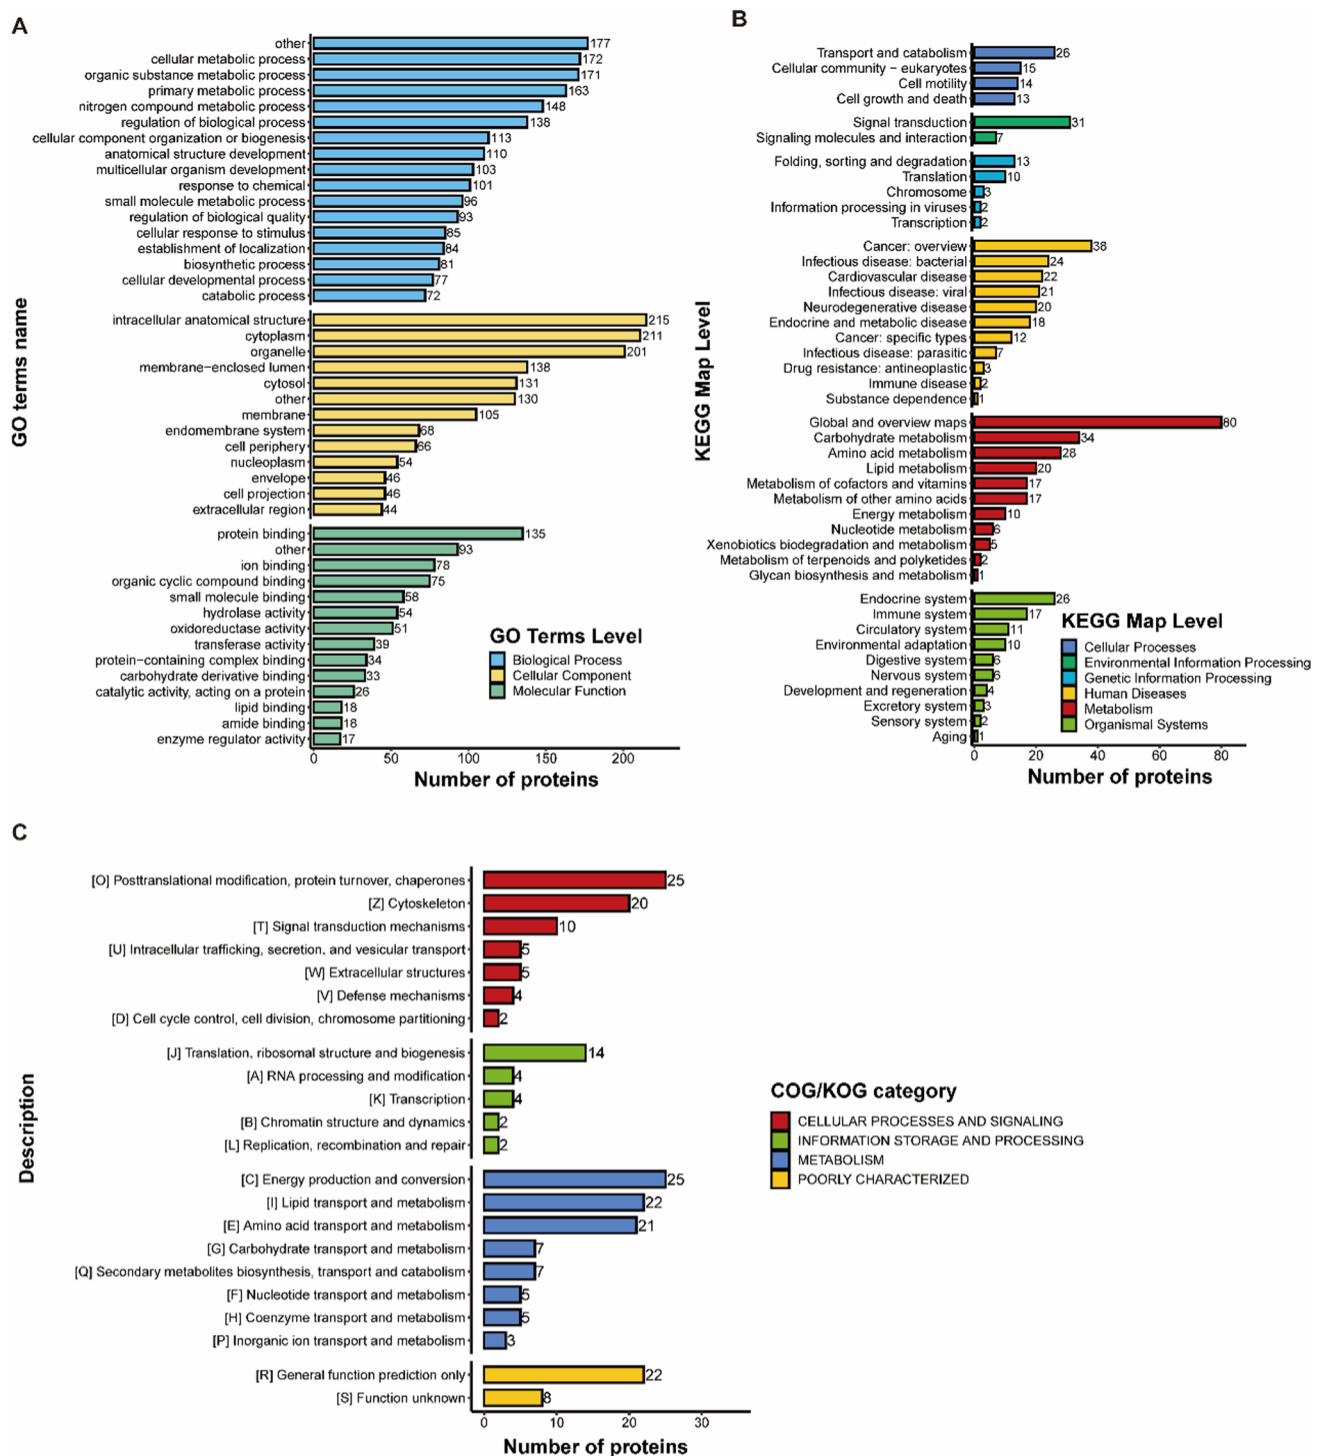 A
GO terms name
other 177
cellular metabolic process 172
organic substance metabolic process 171
primary metabolic process 163
nitrogen compound metabolic process 148
regulation of biological process 138
cellular component organization or biogenesis 113
anatomical structure development 110
multicellular organism development 103
response to chemical 101
small molecule metabolic process 96
regulation of biological quality 93
cellular response to stimulus 85
establishment of localization 84
biosynthetic process 81
cellular developmental process 77
catabolic process 72
intracellular anatomical structure 215
cytoplasm 211
organelle 201
membrane−enclosed lumen 138
cytosol 131
other 130
membrane 105
endomembrane system 68
cell periphery 66
nucleoplasm 54
envelope 46
cell projection 46
extracellular region 44
protein binding 135
other 93
ion binding 78
organic cyclic compound binding 75
small molecule binding 58
hydrolase activity 54
oxidoreductase activity 51
transferase activity 39
protein−containing complex binding 34
carbohydrate derivative binding 33
catalytic activity, acting on a protein 26
lipid binding 18
amide binding 18
enzyme regulator activity 17
0 50 100 150 200
Number of proteins
GO Terms Level
Biological Process
Cellular Component
Molecular Function
B
KEGG Map Level
Transport and catabolism 26
Cellular community − eukaryotes 15
Cell motility 14
Cell growth and death 13
Signal transduction 31
Signaling molecules and interaction 7
Folding, sorting and degradation 13
Translation 10
Chromosome 3
Information processing in viruses 2
Transcription 2
Cancer: overview 38
Infectious disease: bacterial 24
Cardiovascular disease 22
Infectious disease: viral 21
Neurodegenerative disease 20
Endocrine and metabolic disease 18
Cancer: specific types 12
Infectious disease: parasitic 7
Drug resistance: antineoplastic 3
Immune disease 2
Substance dependence 1
Global and overview maps 80
Carbohydrate metabolism 34
Amino acid metabolism 28
Lipid metabolism 20
Metabolism of cofactors and vitamins 17
Metabolism of other amino acids 17
Energy metabolism 10
Nucleotide metabolism 6
Xenobiotics biodegradation and metabolism 5
Metabolism of terpenoids and polyketides 2
Glycan biosynthesis and metabolism 1
Endocrine system 26
Immune system 17
Circulatory system 11
Environmental adaptation 10
Digestive system 6
Nervous system 6
Development and regeneration 4
Excretory system 3
Sensory system 2
Aging 1
0 20 40 60 80
Number of proteins
KEGG Map Level
Cellular Processes
Environmental Information Processing
Genetic Information Processing
Human Diseases
Metabolism
Organismal Systems
C
Description
[O] Posttranslational modification, protein turnover, chaperones 25
[Z] Cytoskeleton 20
[T] Signal transduction mechanisms 10
[U] Intracellular trafficking, secretion, and vesicular transport 5
[W] Extracellular structures 5
[V] Defense mechanisms 4
[D] Cell cycle control, cell division, chromosome partitioning 2
[J] Translation, ribosomal structure and biogenesis 14
[A] RNA processing and modification 4
[K] Transcription 4
[B] Chromatin structure and dynamics 2
[L] Replication, recombination and repair 2
[C] Energy production and conversion 25
[I] Lipid transport and metabolism 22
[E] Amino acid transport and metabolism 21
[G] Carbohydrate transport and metabolism 7
[Q] Secondary metabolites biosynthesis, transport and catabolism 7
[F] Nucleotide transport and metabolism 5
[H] Coenzyme transport and metabolism 5
[P] Inorganic ion transport and metabolism 3
[R] General function prediction only 22
[S] Function unknown 8
0 10 20 30
Number of proteins
COG/KOG category
CELLULAR PROCESSES AND SIGNALING
INFORMATION STORAGE AND PROCESSING
METABOLISM
POORLY CHARACTERIZED